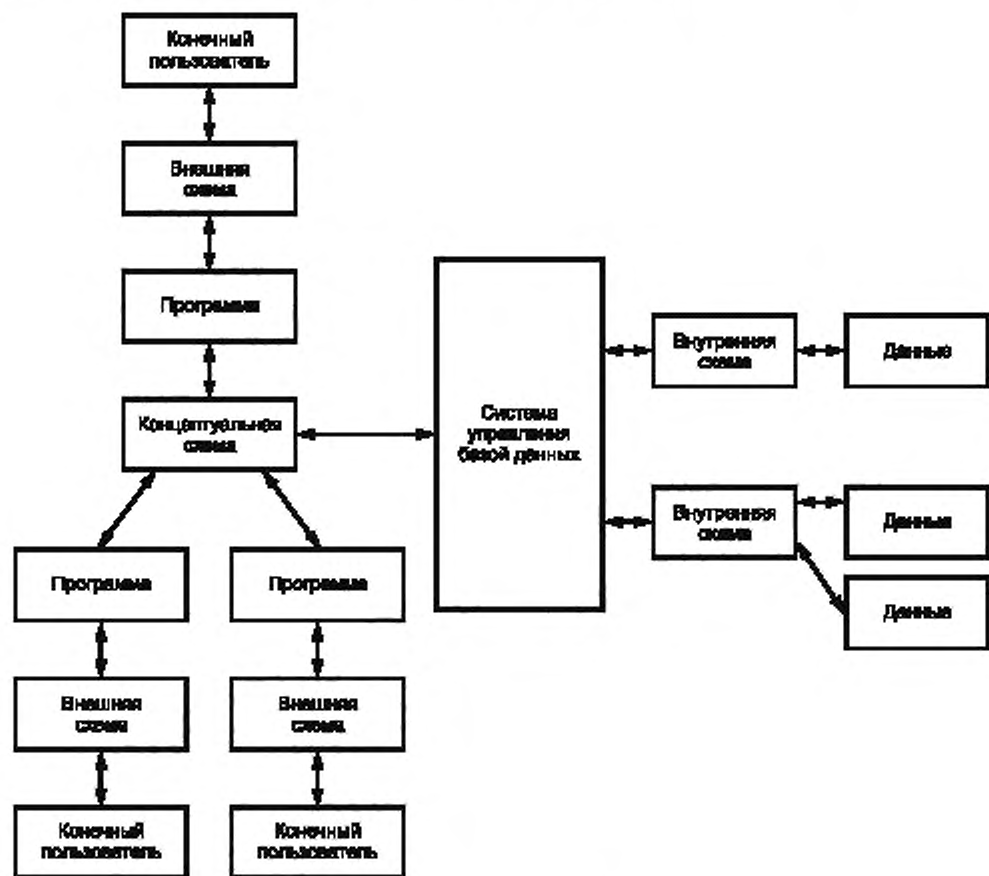 Конечный
пользователь
Внешняя
схема
Программа
Концептуальная
схема
Система
управления
базой данных
Внутренняя
схема
Данные
Внутренняя
схема
Данные
Данные
Программа
Программа
Внешняя
схема
Внешняя
схема
Конечный
пользователь
Конечный
пользователь